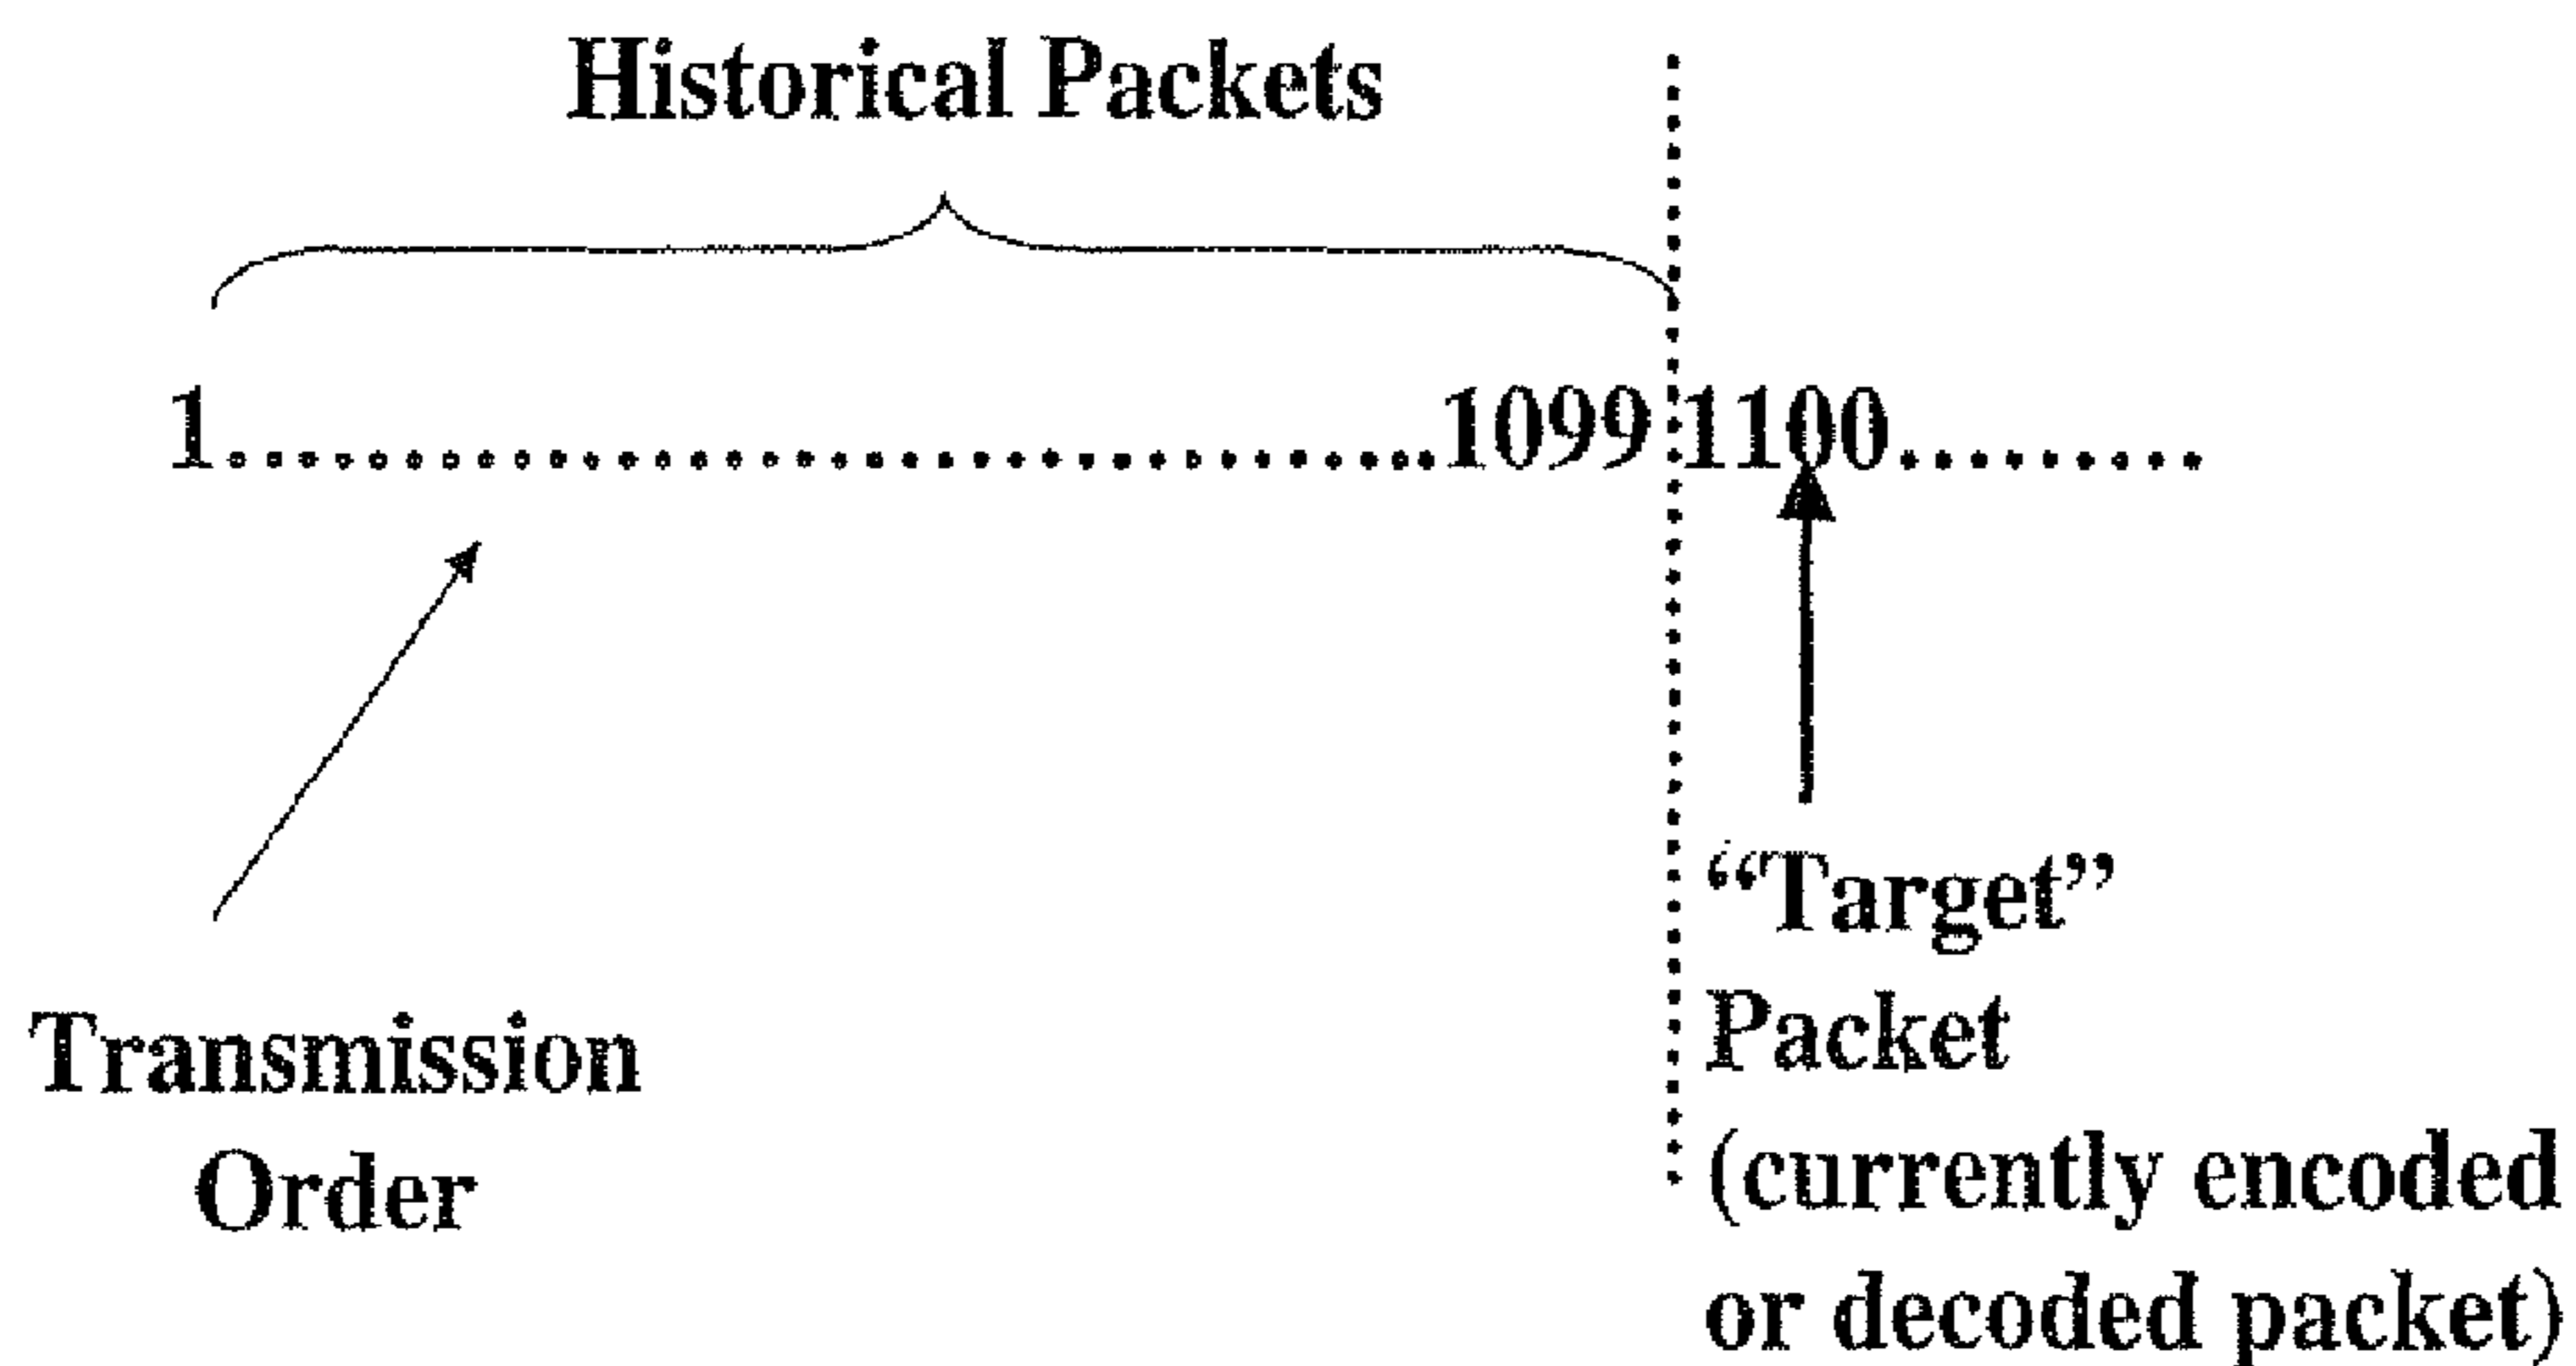 Historical Packets
1..................................1099 1100.........
“Target”
Packet
(currently encoded
or decoded packet)
Transmission
Order